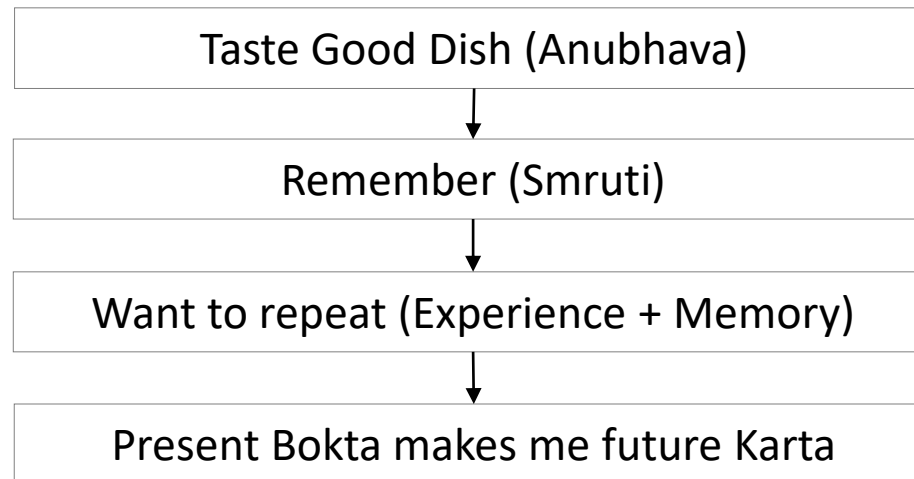 Taste Good Dish (Anubhava)
Remember (Smruti)
Want to repeat (Experience + Memory)
Present Bokta makes me future Karta